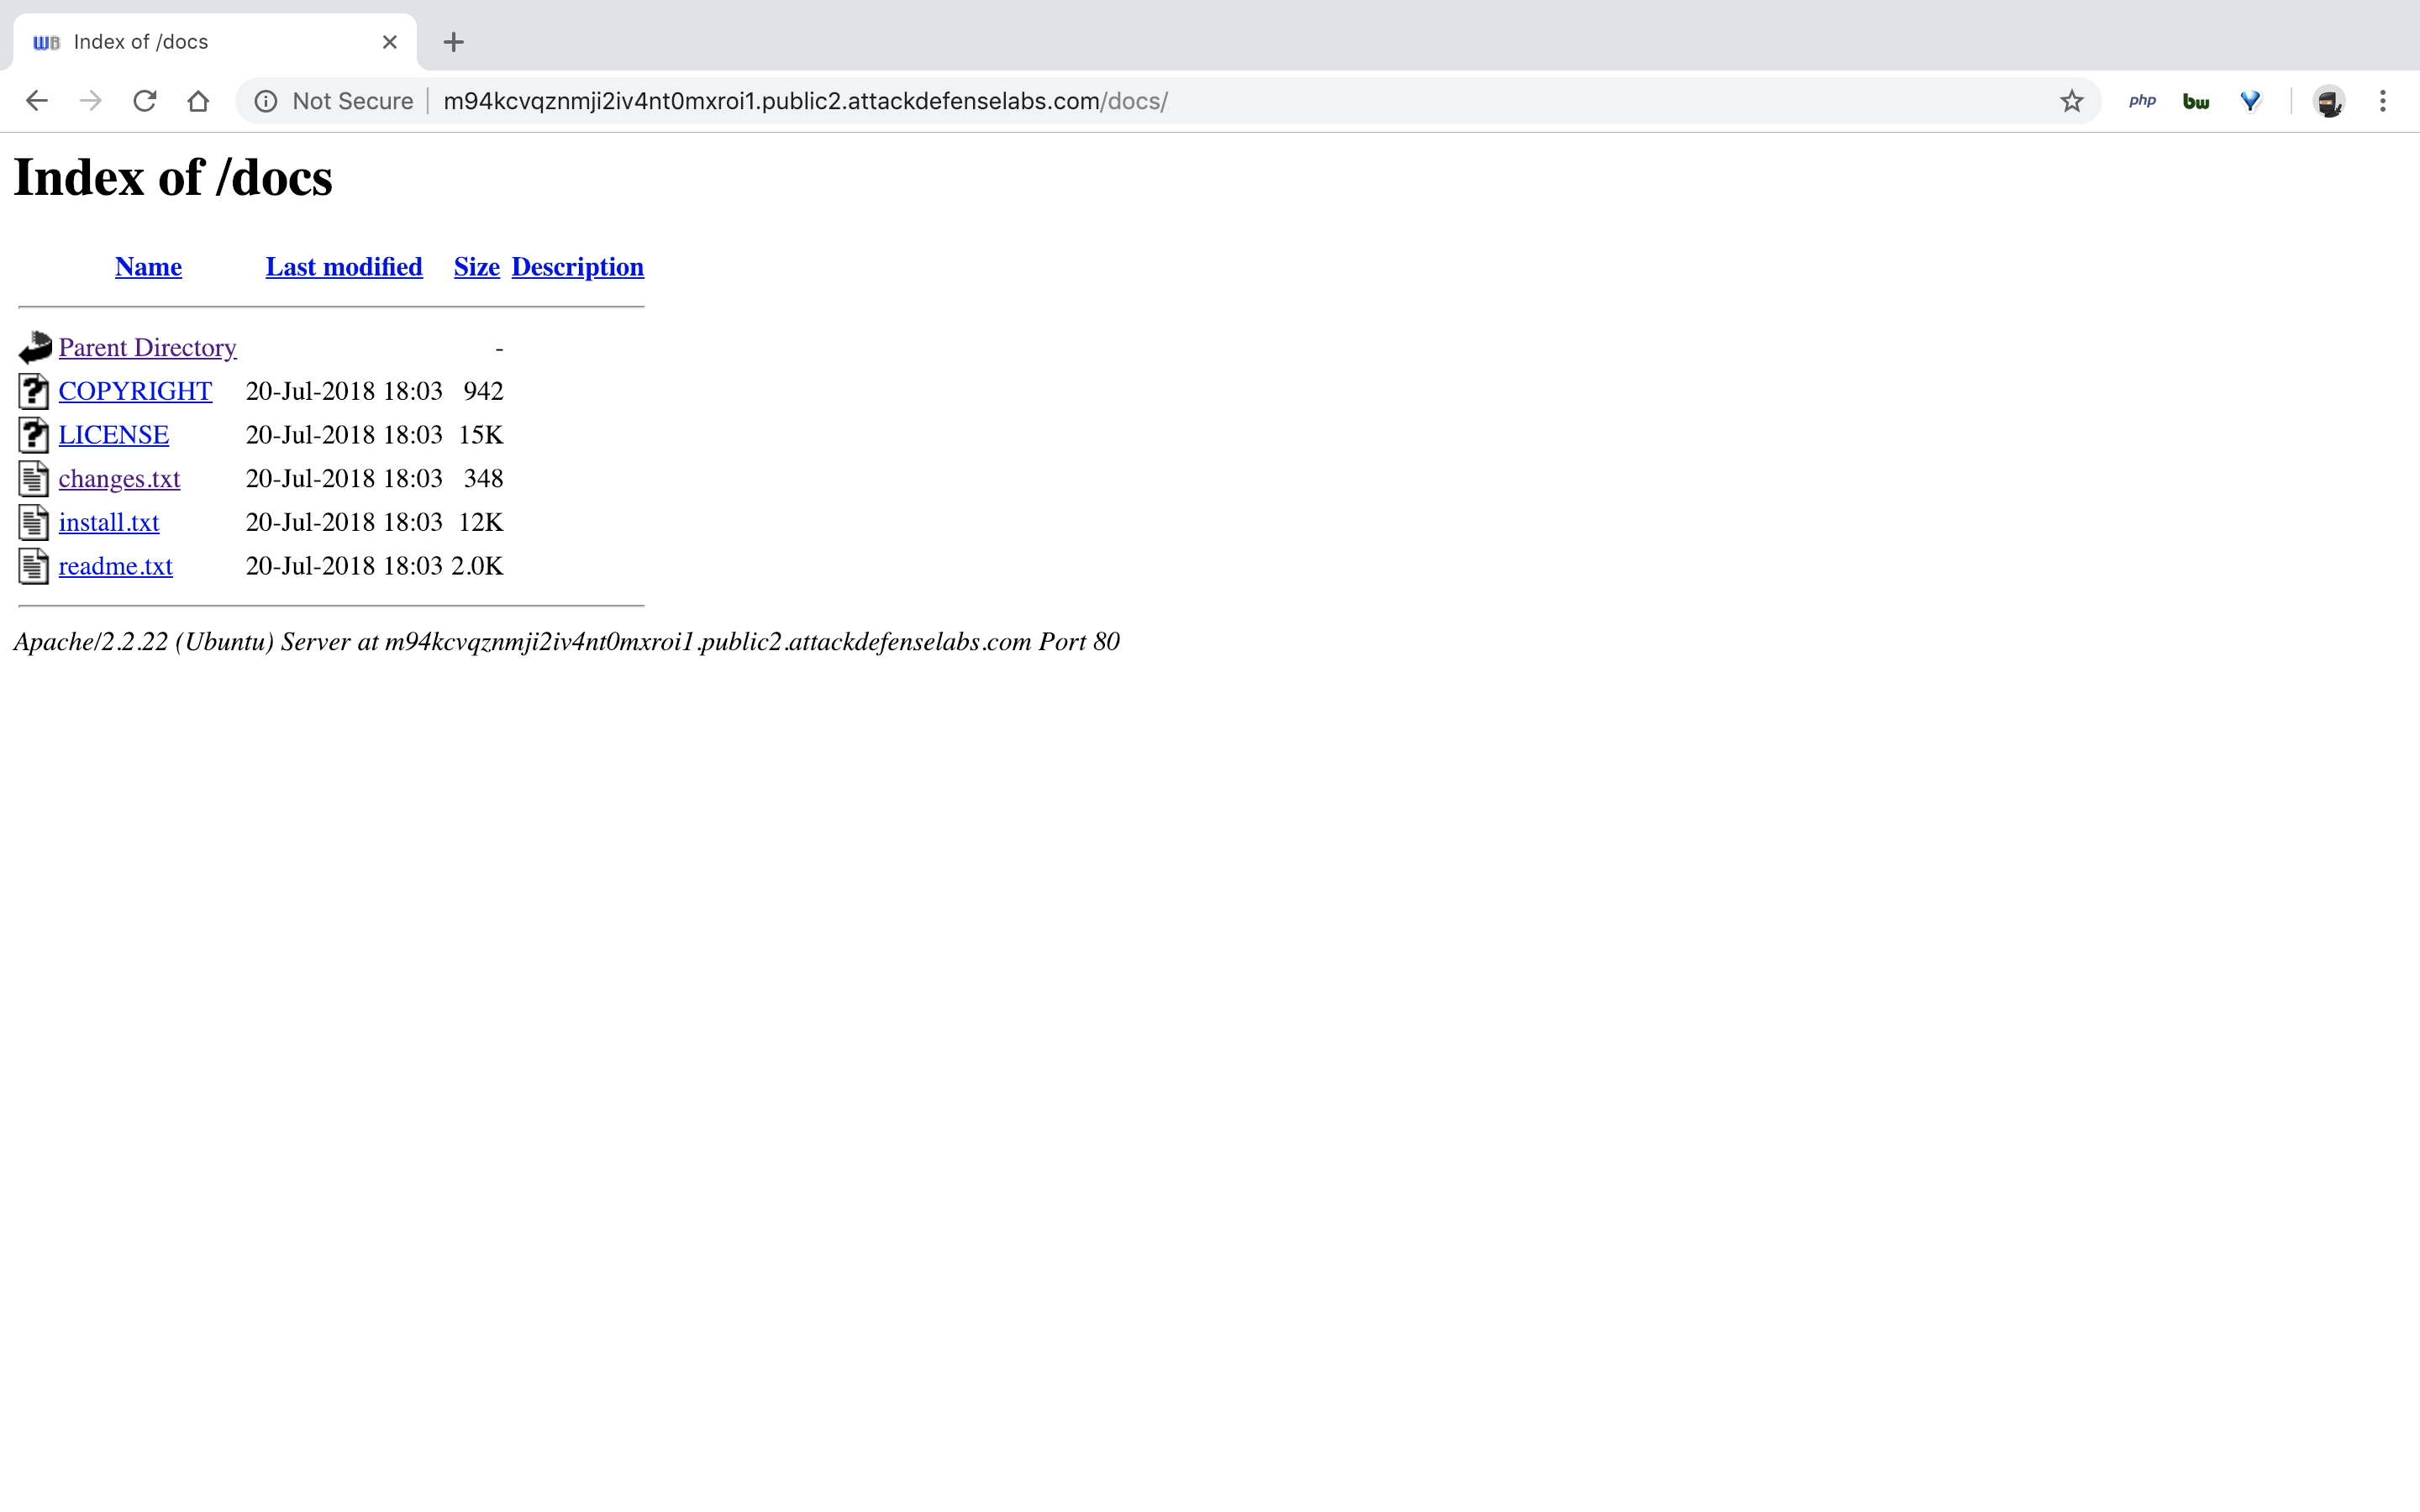 Index of /docs
Not Secure m94kcvqznmji2iv4nt0mxroi1.public2.attackdefenselabs.com/docs/ php bw
Index of /docs
Name Last modified Size Description
Parent Directory -
COPYRIGHT 20-Jul-2018 18:03 942
LICENSE 20-Jul-2018 18:03 15K
changes.txt 20-Jul-2018 18:03 348
install.txt 20-Jul-2018 18:03 12K
readme.txt 20-Jul-2018 18:03 2.0K
Apache/2.2.22 (Ubuntu) Server at m94kcvqznmji2iv4nt0mxroi1.public2.attackdefenselabs.com Port 80